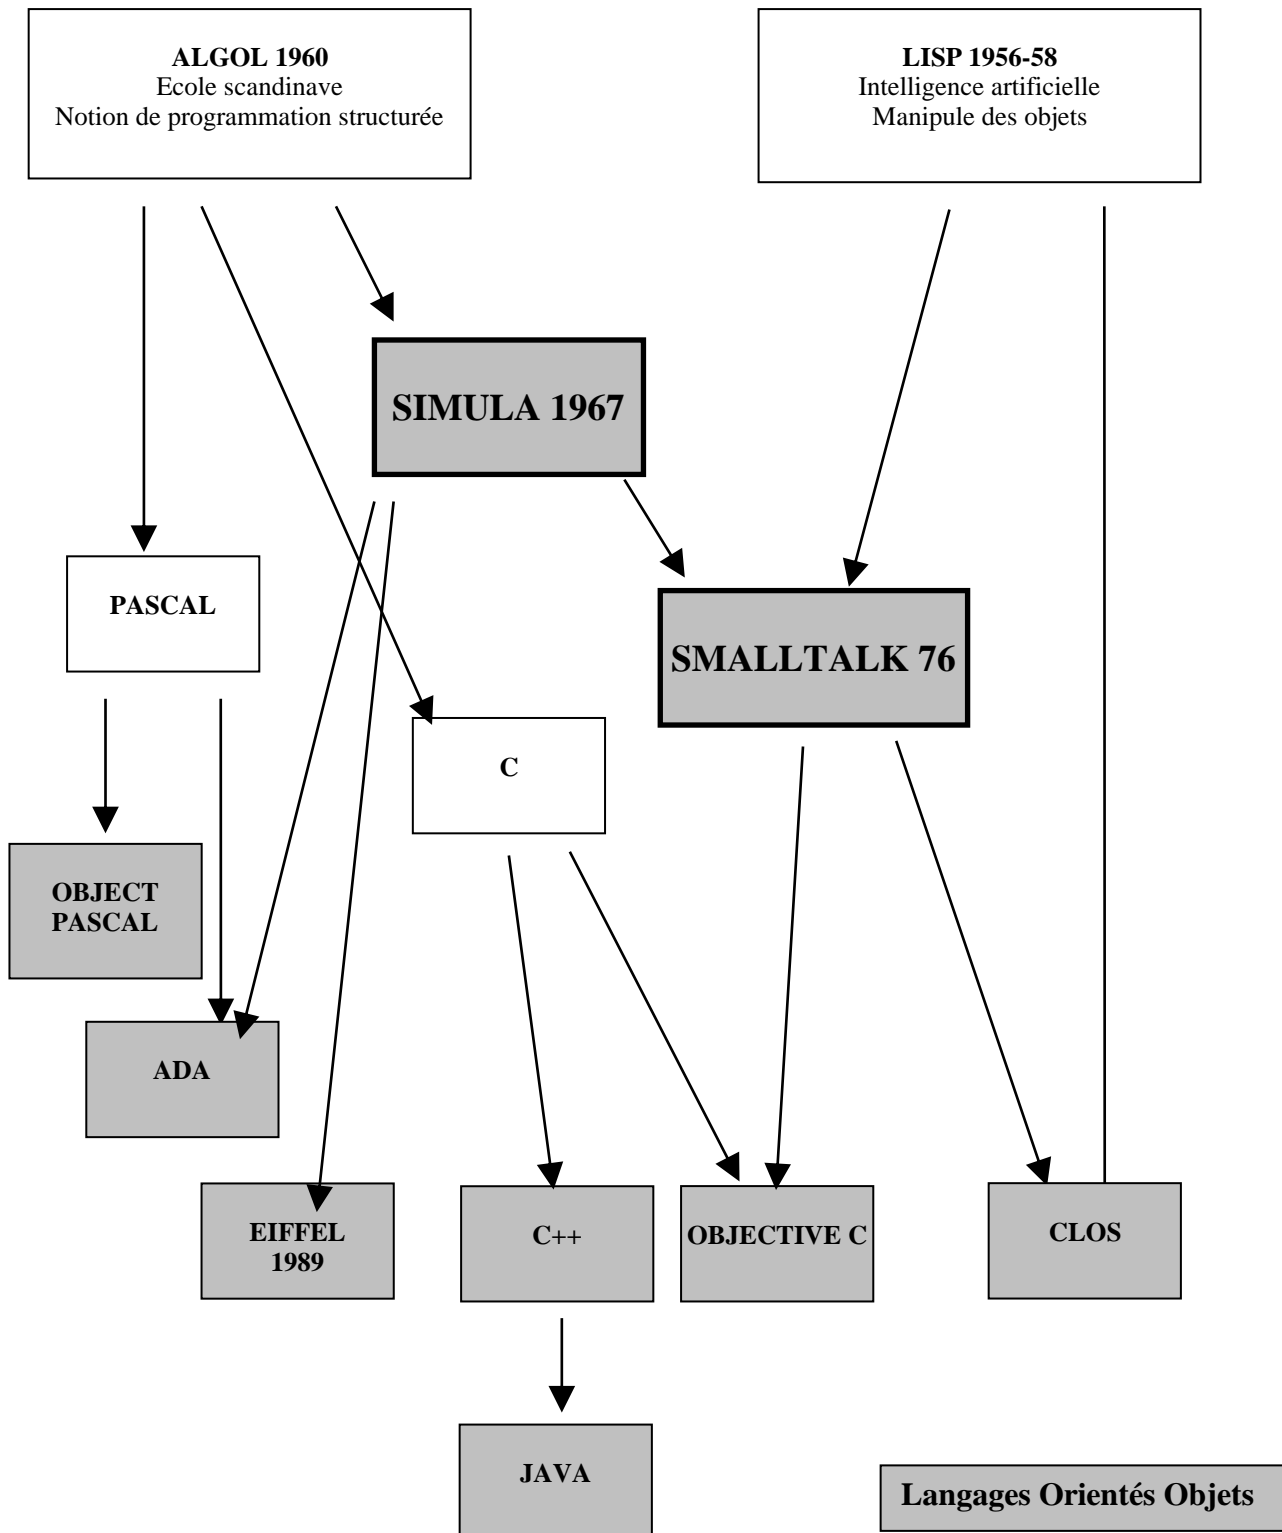 ALGOL 1960
Ecole scandinave
Notion de programmation structurée
LISP 1956-58
Intelligence artificielle
Manipule des objets
SIMULA 1967
PASCAL
SMALLTALK 76
C
OBJECT
PASCAL
ADA
EIFFEL
1989
C++
OBJECTIVE C
CLOS
JAVA
Langages Orientés Objets